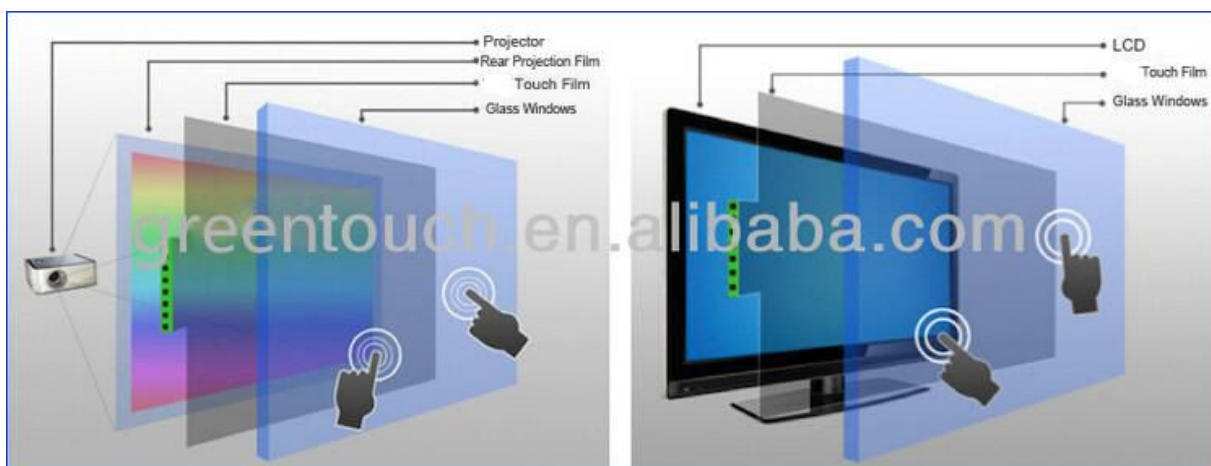 Projector
Rear Projection Film
Touch Film
Glass Windows
LCD
Touch Film
Glass Windows
greentouch.en.alibaba.com